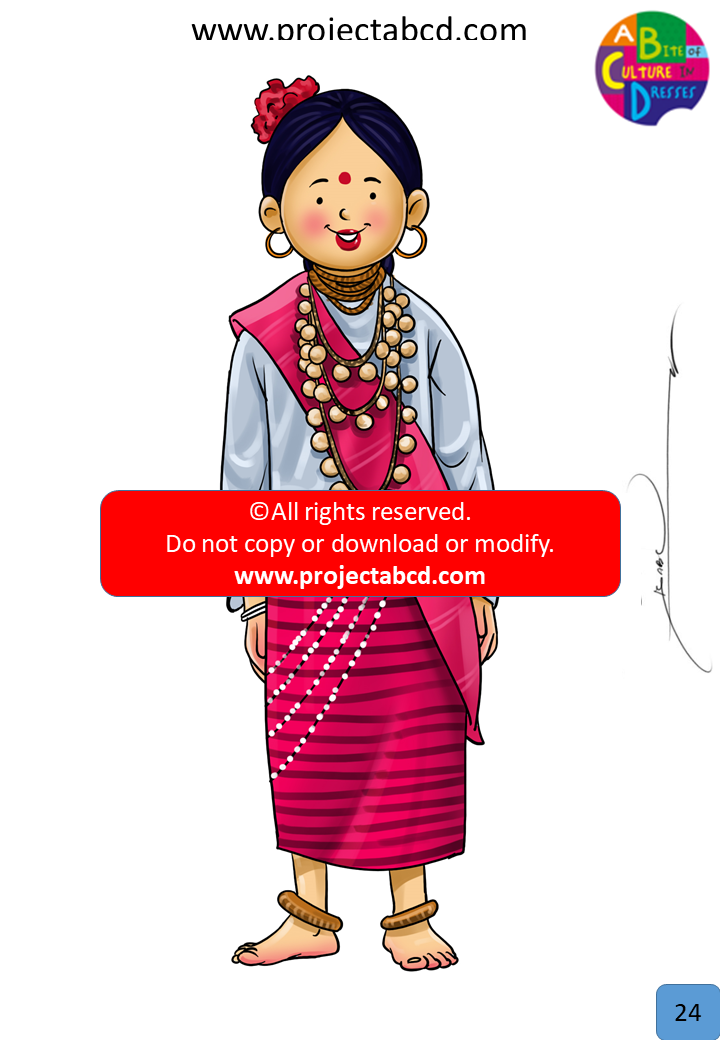 www.projectabcd.com
A BITE OF
CULTURE IN
DRESSES
©All rights reserved.
Do not copy or download or modify.
www.projectabcd.com
24